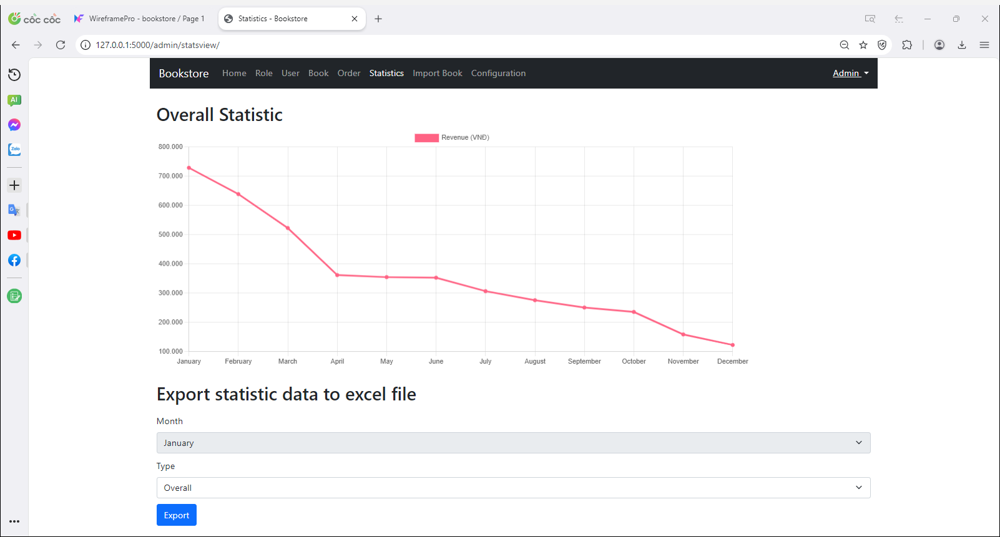 cốc cốc
WireframePro - bookstore / Page 1
Statistics - Bookstore
127.0.0.1:5000/admin/statsview/
AI
Zalo
Bookstore Home Role User Book Order Statistics Import Book Configuration Admin
Overall Statistic
Revenue (VNĐ)
800.000
700.000
600.000
500.000
400.000
300.000
200.000
100.000
January February March April May June July August September October November December
Export statistic data to excel file
Month
January
Type
Overall
Export